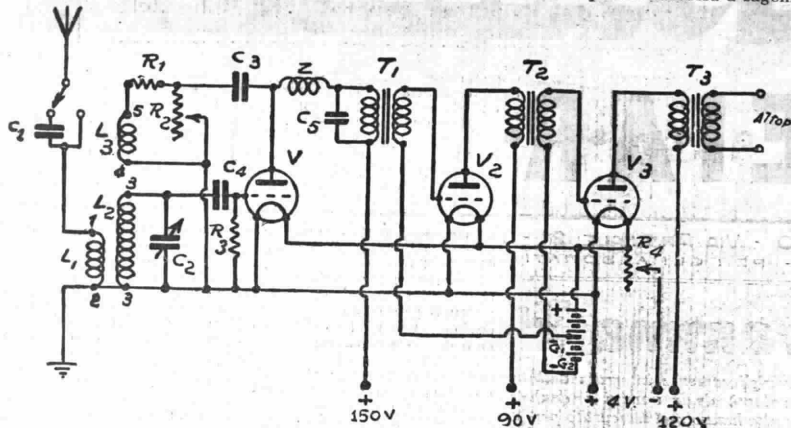 C1
L1
1
2
L2
3
3
L3
5
4
R1
R2
C2
C3
C4
R3
V
Z
C5
T1
V2
T2
V3
T3
R4
Altop
+
150V
+
90V
+
4V.
-
+
120V